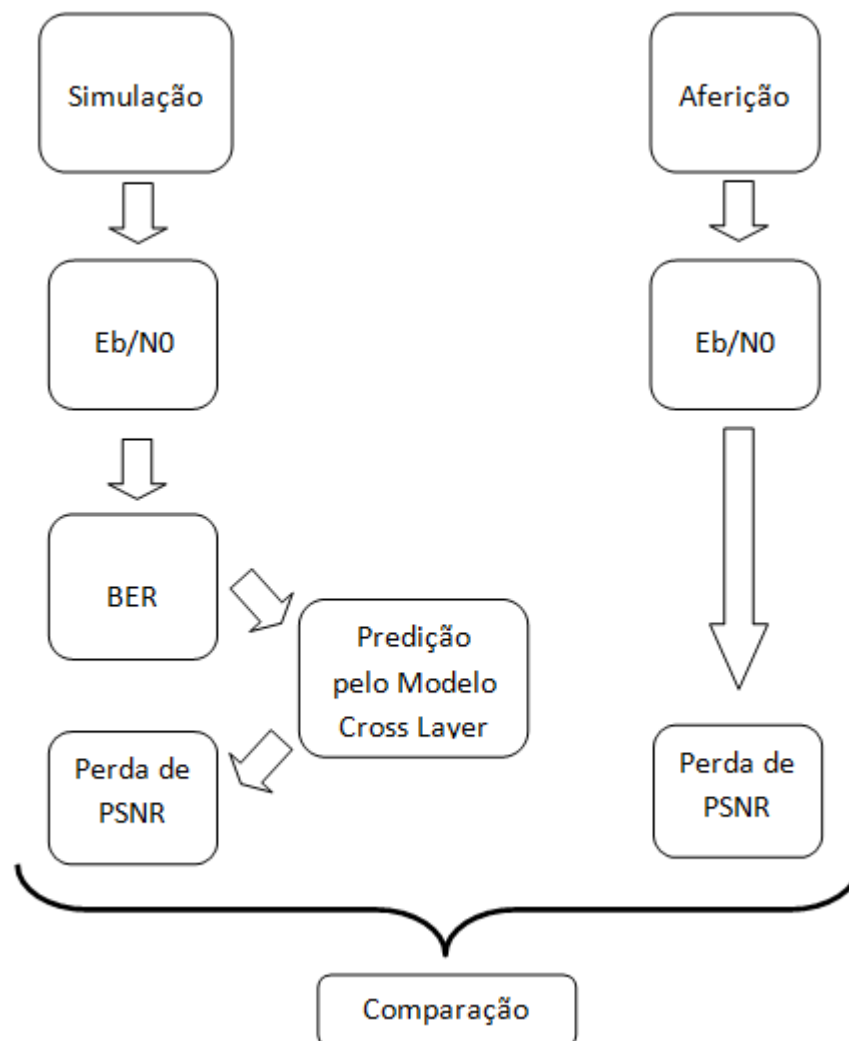 Simulação
Aferição
Eb/N0
Eb/N0
BER
Predição
pelo Modelo
Cross Layer
Perda de
PSNR
Perda de
PSNR
Comparação